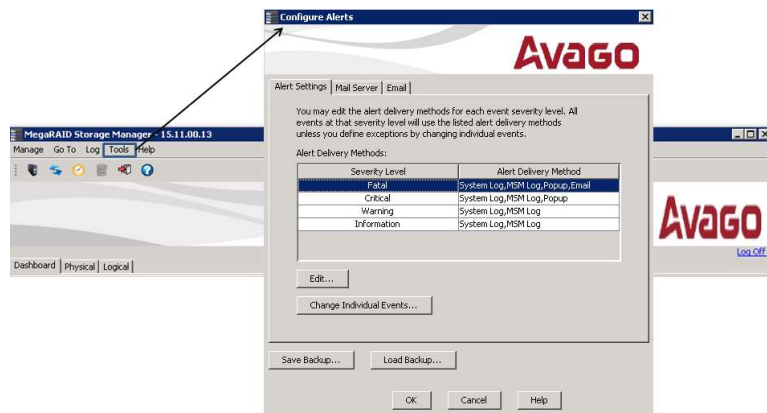 Configure Alerts
Avago
Alert Settings Mail Server Email
You may edit the alert delivery methods for each event severity level. All
events at that severity level will use the listed alert delivery methods
unless you define exceptions by changing individual events.
Alert Delivery Methods:
Severity Level Alert Delivery Method
Fatal System Log,MSM Log,Popup,Email
Critical System Log,MSM Log,Popup
Warning System Log,MSM Log
Information System Log,MSM Log
Edit...
Change Individual Events...
Save Backup... Load Backup...
OK Cancel Help
MegaRAID Storage Manager - 15.11.00.13
Manage Go To Log Tools Help
Avago
Log Off
Dashboard Physical Logical